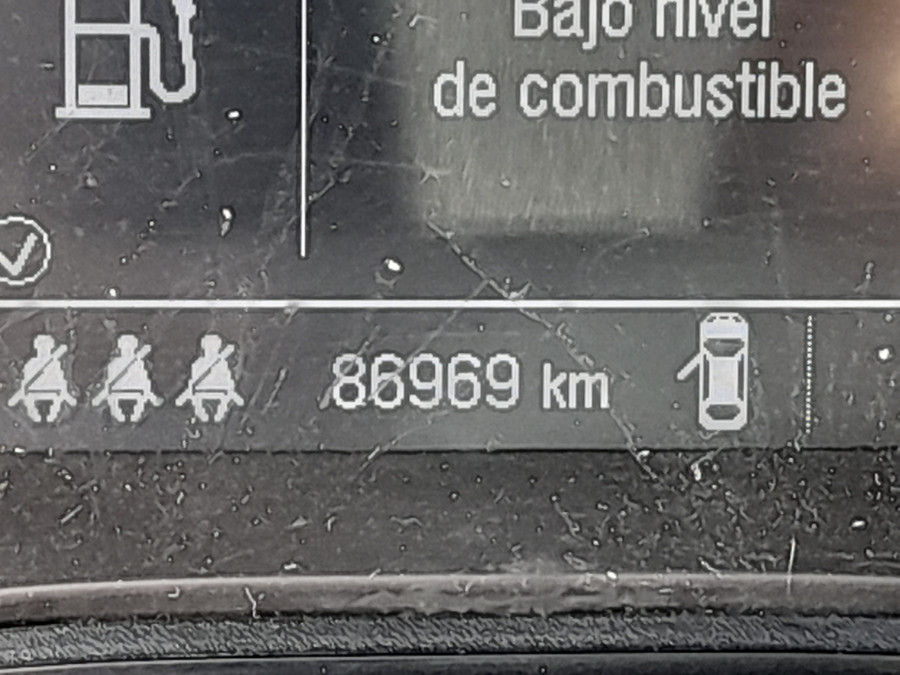 Bajo nivel
de combustible
86969 km